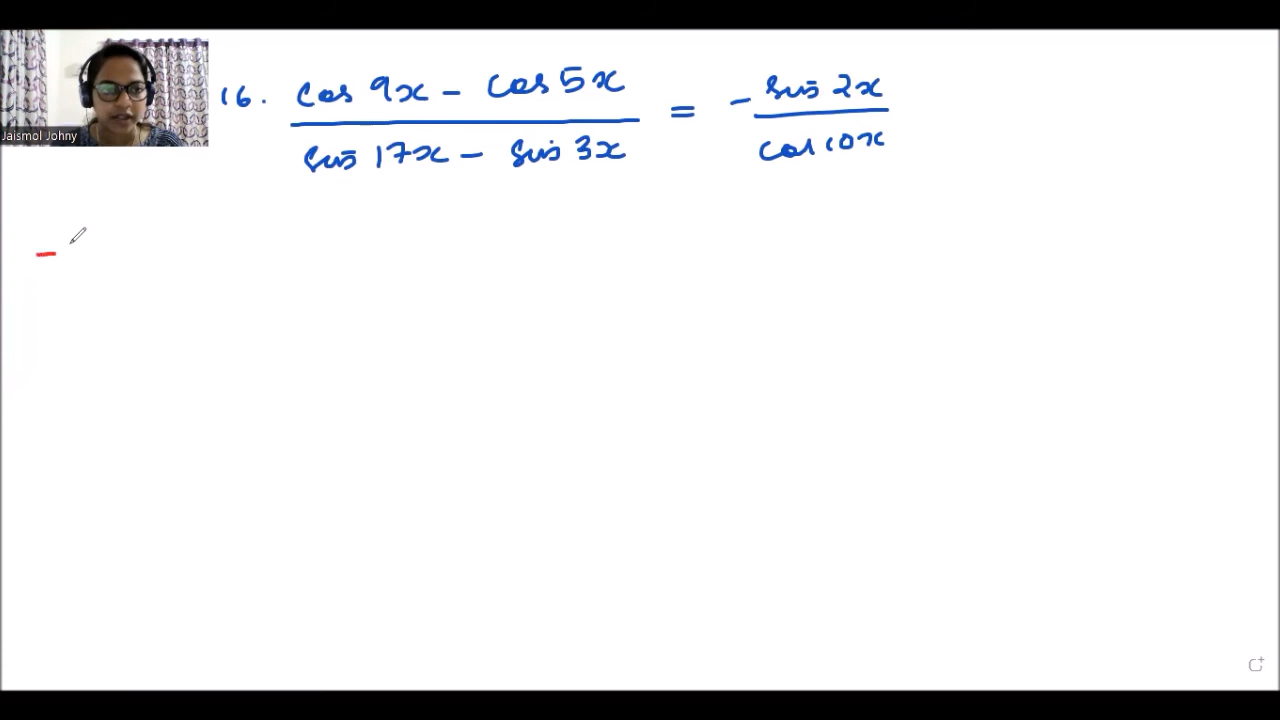 16. cos 9x - cos 5x = - sin 2x
sin 17x - sin 3x cos 10x
Jaismol Johny